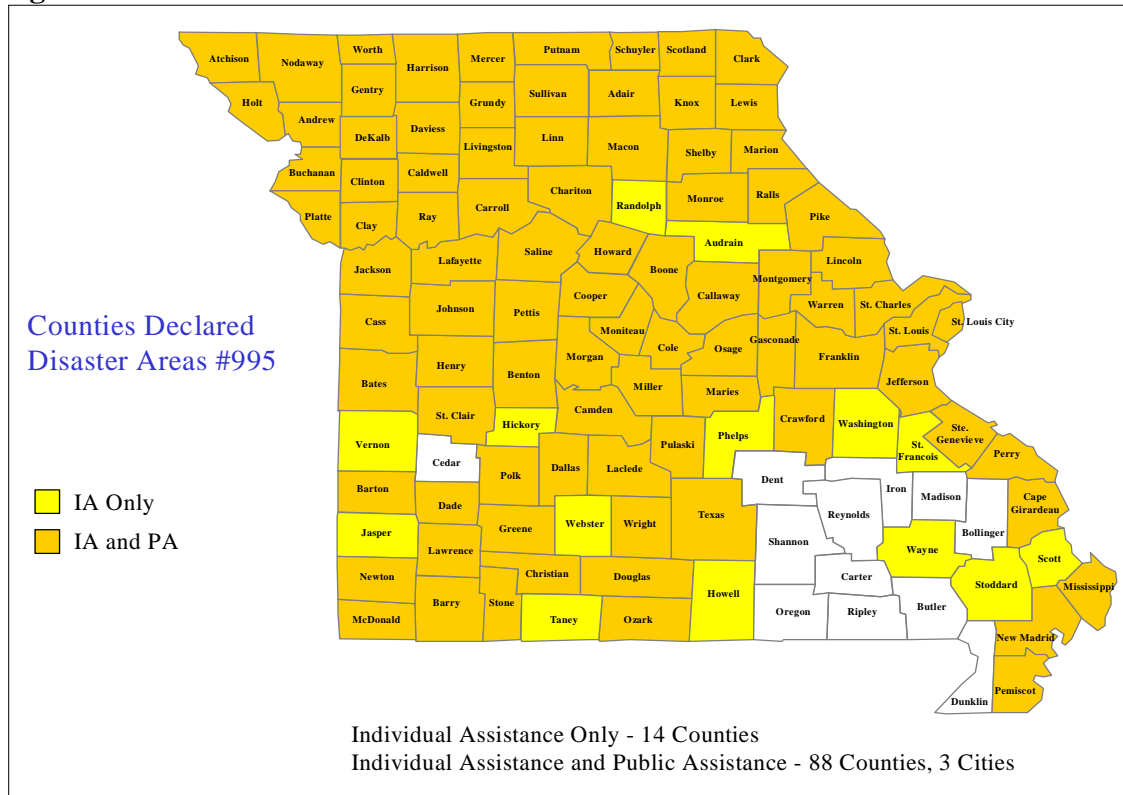 Atchison
Nodaway
Worth
Harrison
Mercer
Putnam
Schuyler
Scotland
Clark
Holt
Gentry
Grundy
Sullivan
Adair
Knox
Lewis
Andrew
DeKalb
Daviess
Livingston
Linn
Macon
Shelby
Marion
Buchanan
Clinton
Caldwell
Chariton
Randolph
Monroe
Ralls
Platte
Clay
Ray
Carroll
Audrain
Pike
Jackson
Lafayette
Saline
Howard
Boone
Callaway
Montgomery
Lincoln
Cass
Johnson
Pettis
Cooper
Moniteau
Cole
Osage
Gasconade
Warren
St. Charles
St. Louis
St. Louis City
Counties Declared
Disaster Areas #995
Bates
Henry
Benton
Morgan
Miller
Maries
Franklin
Jefferson
St. Clair
Hickory
Camden
Pulaski
Phelps
Crawford
Washington
St.
Francois
Ste.
Genevieve
Perry
Vernon
Cedar
Polk
Dallas
Laclede
Dent
Iron
Madison
Bollinger
Cape
Girardeau
IA Only
Barton
Dade
Greene
Webster
Wright
Texas
Shannon
Reynolds
Wayne
Scott
IA and PA
Jasper
Lawrence
Stoddard
Mississippi
Newton
Christian
Douglas
Howell
Carter
Butler
McDonald
Barry
Stone
Taney
Ozark
Oregon
Ripley
New Madrid
Dunklin
Pemiscot
Individual Assistance Only - 14 Counties
Individual Assistance and Public Assistance - 88 Counties, 3 Cities